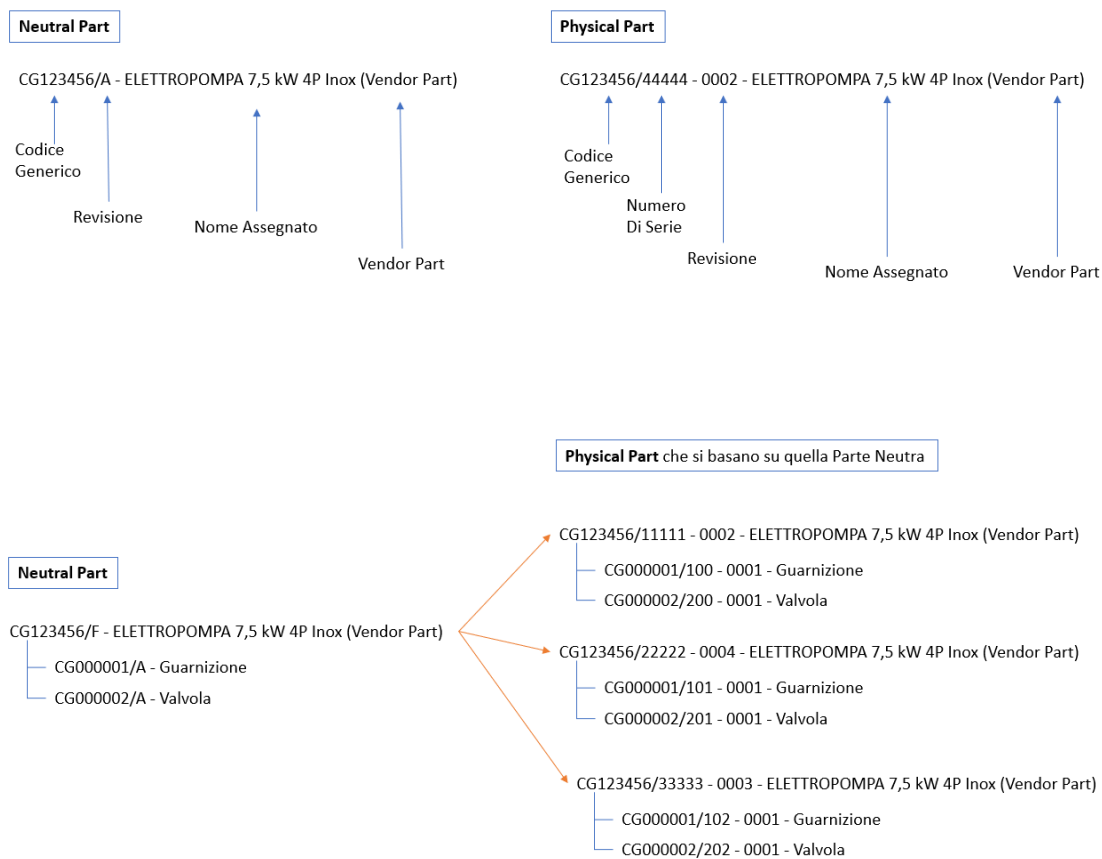 Neutral Part
CG123456/A - ELETTROPOMPA 7,5 kW 4P Inox (Vendor Part)
Codice
Generico
Revisione
Nome Assegnato
Vendor Part
Physical Part
CG123456/44444 - 0002 - ELETTROPOMPA 7,5 kW 4P Inox (Vendor Part)
Codice
Generico
Numero
Di Serie
Revisione
Nome Assegnato
Vendor Part
Neutral Part
CG123456/F - ELETTROPOMPA 7,5 kW 4P Inox (Vendor Part)
CG000001/A - Guarnizione
CG000002/A - Valvola
Physical Part che si basano su quella Parte Neutra
CG123456/11111 - 0002 - ELETTROPOMPA 7,5 kW 4P Inox (Vendor Part)
CG000001/100 - 0001 - Guarnizione
CG000002/200 - 0001 - Valvola
CG123456/22222 - 0004 - ELETTROPOMPA 7,5 kW 4P Inox (Vendor Part)
CG000001/101 - 0001 - Guarnizione
CG000002/201 - 0001 - Valvola
CG123456/33333 - 0003 - ELETTROPOMPA 7,5 kW 4P Inox (Vendor Part)
CG000001/102 - 0001 - Guarnizione
CG000002/202 - 0001 - Valvola